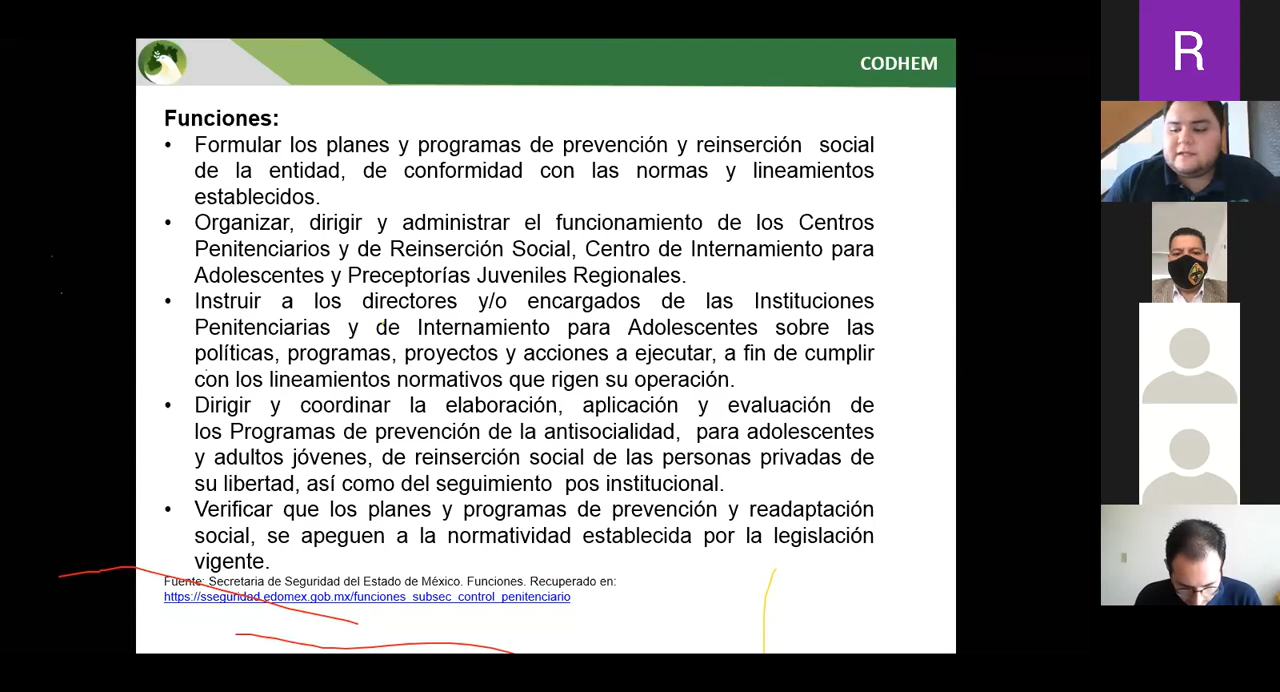 CODHEM
Funciones:
• Formular los planes y programas de prevención y reinserción social
de la entidad, de conformidad con las normas y lineamientos
establecidos.
• Organizar, dirigir y administrar el funcionamiento de los Centros
Penitenciarios y de Reinserción Social, Centro de Internamiento para
Adolescentes y Preceptorías Juveniles Regionales.
• Instruir a los directores y/o encargados de las Instituciones
Penitenciarias y de Internamiento para Adolescentes sobre las
políticas, programas, proyectos y acciones a ejecutar, a fin de cumplir
con los lineamientos normativos que rigen su operación.
• Dirigir y coordinar la elaboración, aplicación y evaluación de
los Programas de prevención de la antisocialidad, para adolescentes
y adultos jóvenes, de reinserción social de las personas privadas de
su libertad, así como del seguimiento pos institucional.
• Verificar que los planes y programas de prevención y readaptación
social, se apeguen a la normatividad establecida por la legislación
vigente.
Fuente: Secretaria de Seguridad del Estado de México. Funciones. Recuperado en:
https://sseguridad.edomex.gob.mx/funciones_subsec_control_penitenciario
R